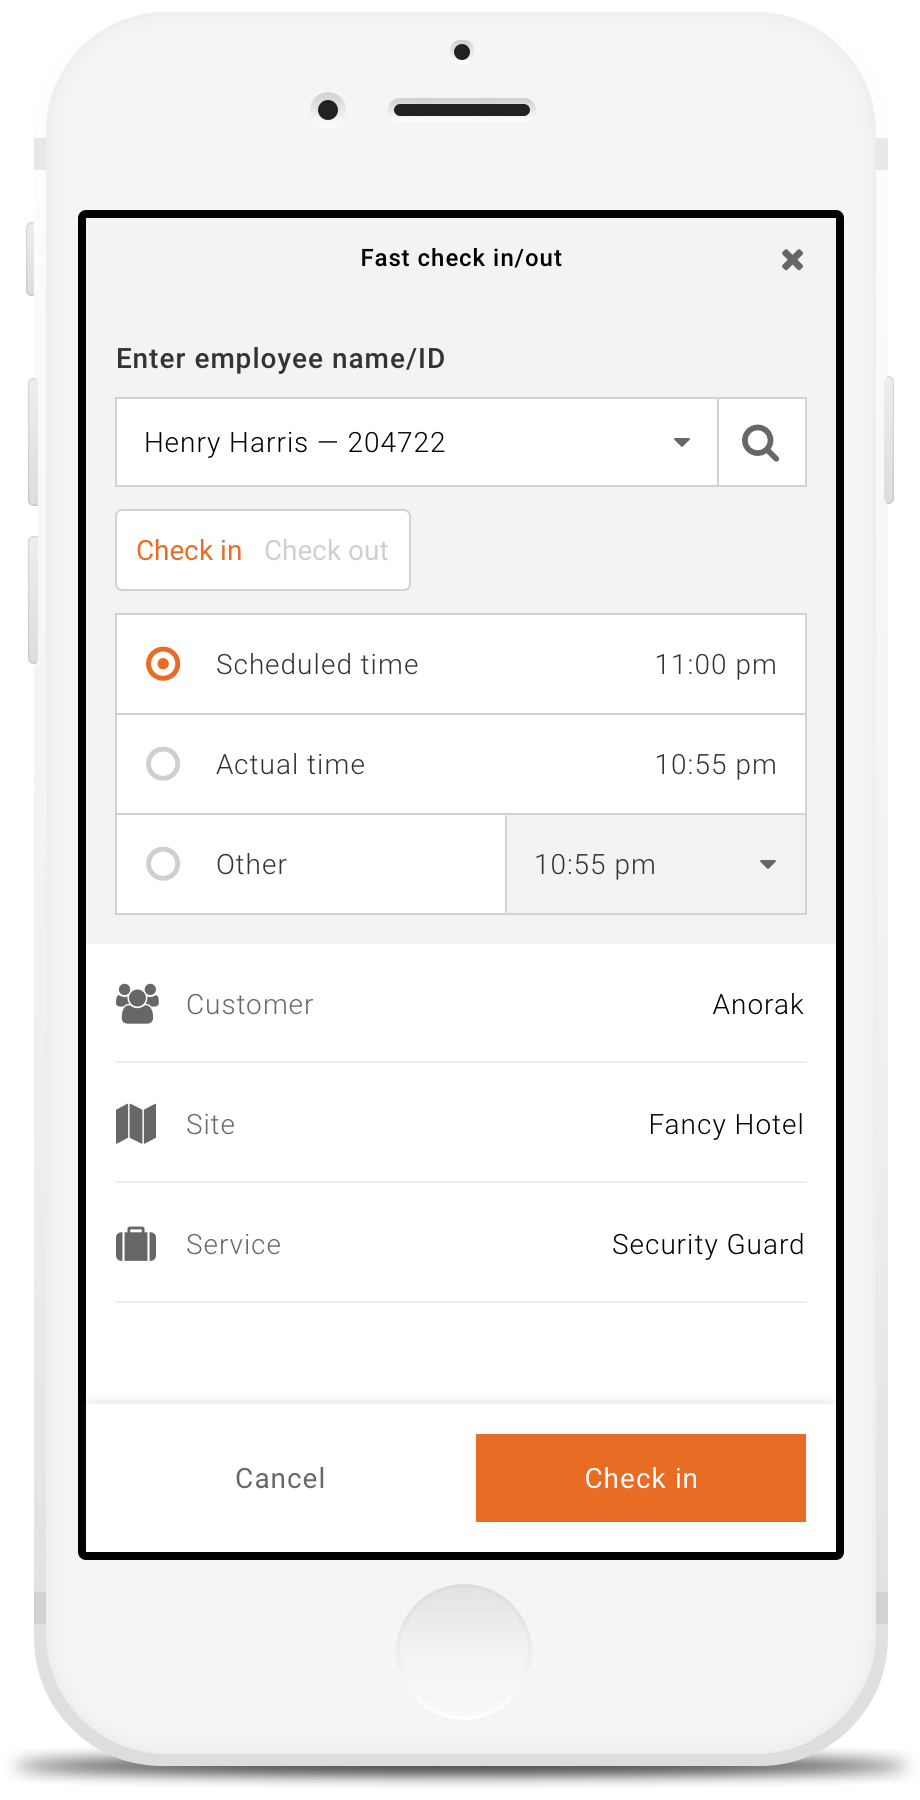 Fast check in/out
Enter employee name/ID
Henry Harris — 204722
Check in Check out
Scheduled time 11:00 pm
Actual time 10:55 pm
Other 10:55 pm
Customer Anorak
Site Fancy Hotel
Service Security Guard
Cancel Check in